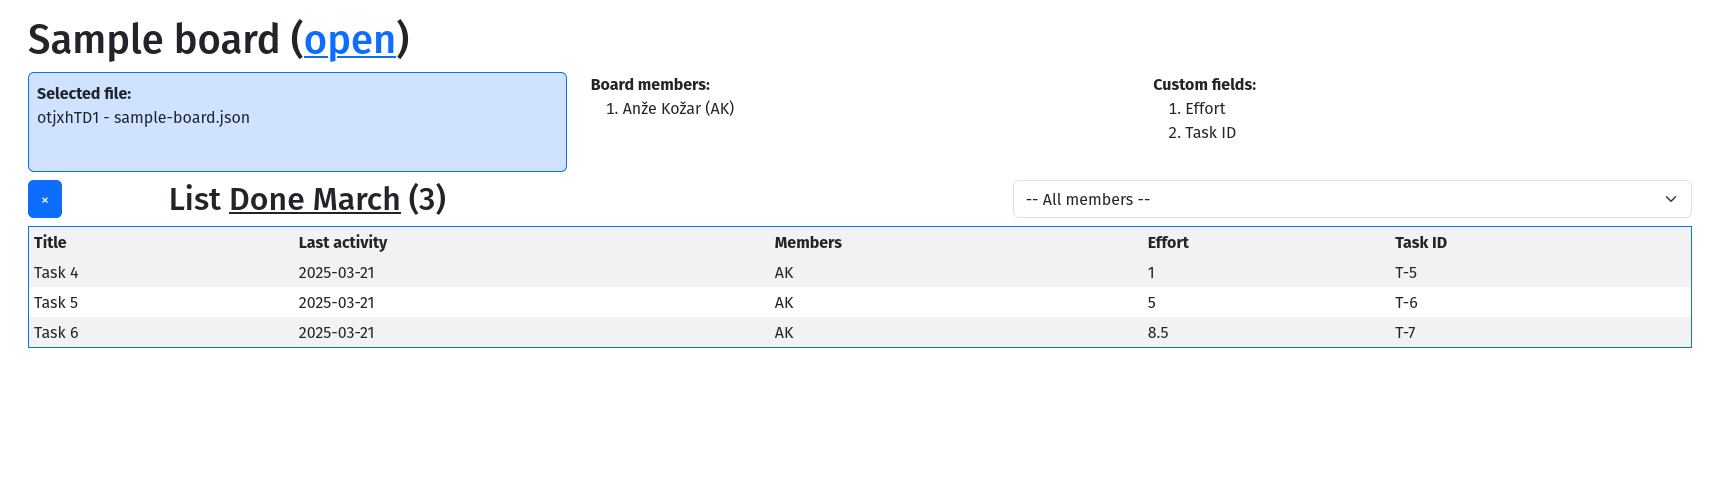 Sample board (open)
Selected file:
otjxhTD1 - sample-board.json
Board members:
1. Anže Kožar (AK)
Custom fields:
1. Effort
2. Task ID
×
List Done March (3)
-- All members --
Title Last activity Members Effort Task ID
Task 4 2025-03-21 AK 1 T-5
Task 5 2025-03-21 AK 5 T-6
Task 6 2025-03-21 AK 8.5 T-7